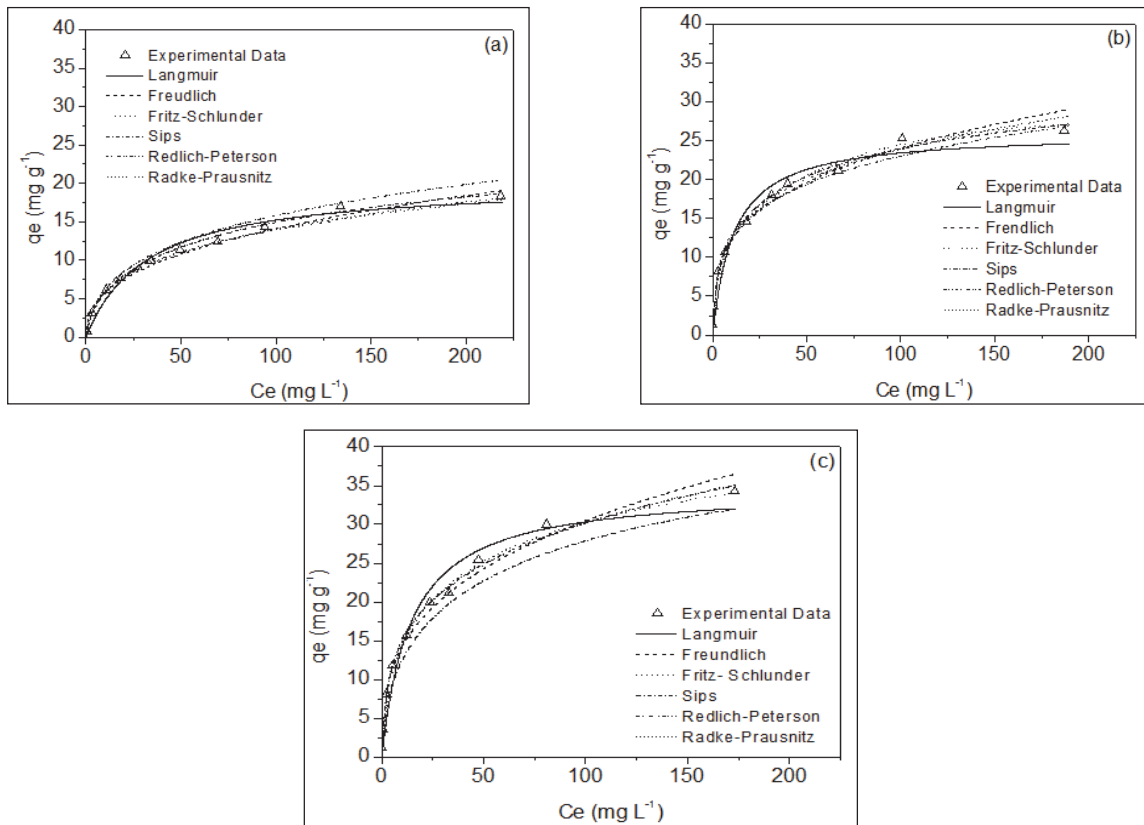 (a)
40
35
30
25
20
15
10
5
0
qe (mg g⁻¹)
Experimental Data
Langmuir
Freudlich
Fritz-Schlunder
Sips
Redlich-Peterson
Radke-Prausnitz
0 50 100 150 200
Ce (mg L⁻¹)
(b)
40
35
30
25
20
15
10
5
0
qe (mg g⁻¹)
Experimental Data
Langmuir
Frendlich
Fritz-Schlunder
Sips
Redlich-Peterson
Radke-Prausnitz
0 50 100 150 200
Ce (mg L⁻¹)
(c)
40
35
30
25
20
15
10
5
0
qe (mg g⁻¹)
Experimental Data
Langmuir
Freundlich
Fritz- Schlunder
Sips
Redlich-Peterson
Radke-Prausnitz
0 50 100 150 200
Ce (mg L⁻¹)